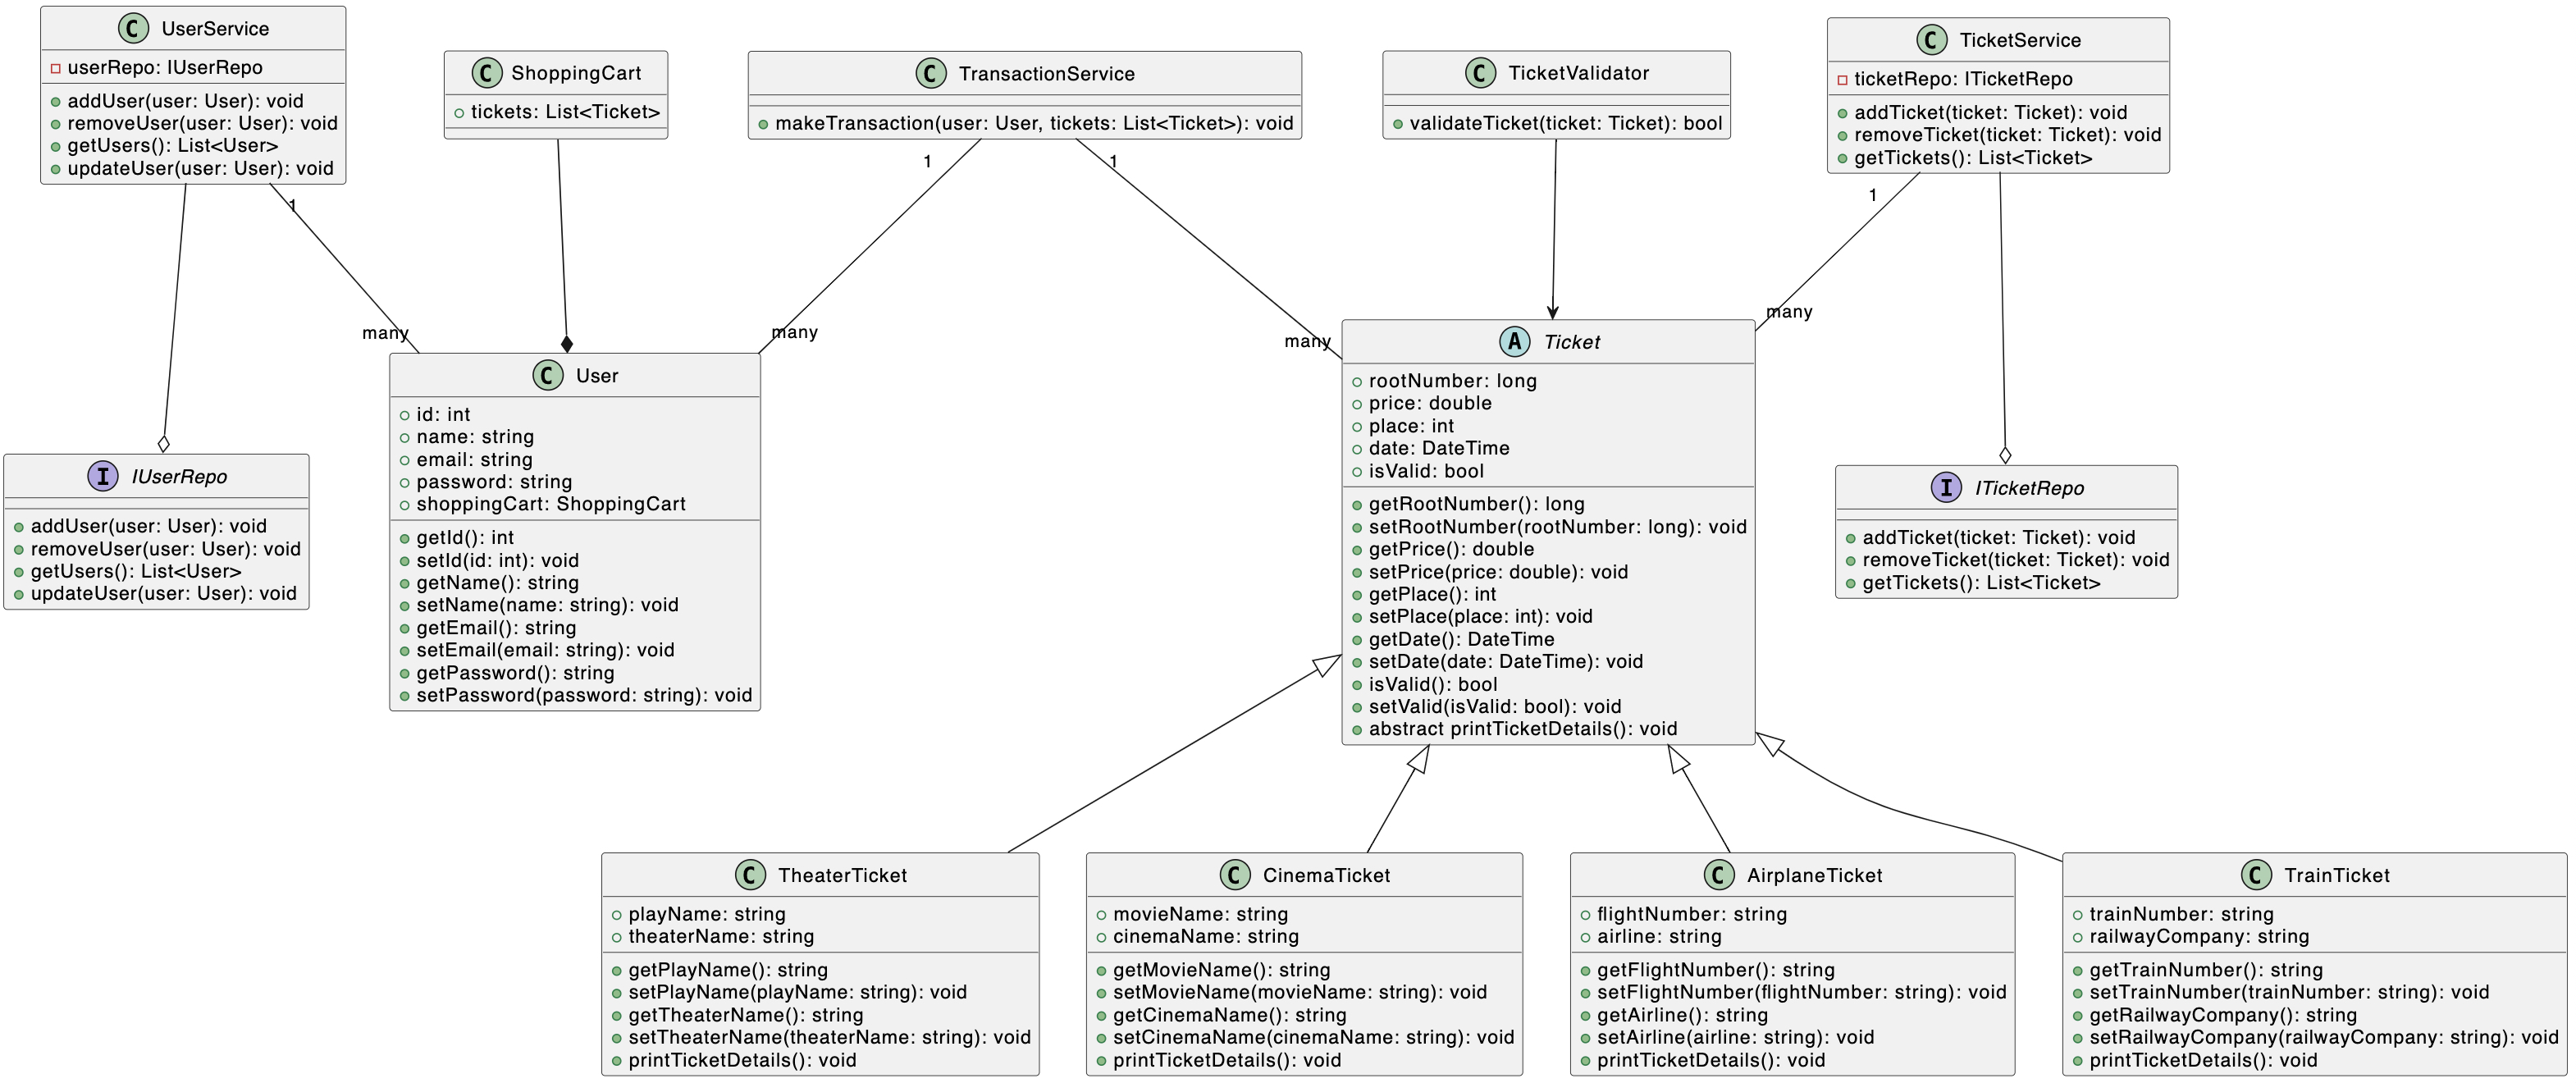 C UserService
userRepo: IUserRepo
addUser(user: User): void
removeUser(user: User): void
getUsers(): List<User>
updateUser(user: User): void
C ShoppingCart
tickets: List<Ticket>
C TransactionService
makeTransaction(user: User, tickets: List<Ticket>): void
C TicketValidator
validateTicket(ticket: Ticket): bool
C TicketService
ticketRepo: ITicketRepo
addTicket(ticket: Ticket): void
removeTicket(ticket: Ticket): void
getTickets(): List<Ticket>
1
1
1
1
many
many
many
many
I IUserRepo
addUser(user: User): void
removeUser(user: User): void
getUsers(): List<User>
updateUser(user: User): void
C User
id: int
name: string
email: string
password: string
shoppingCart: ShoppingCart
getId(): int
setId(id: int): void
getName(): string
setName(name: string): void
getEmail(): string
setEmail(email: string): void
getPassword(): string
setPassword(password: string): void
A Ticket
rootNumber: long
price: double
place: int
date: DateTime
isValid: bool
getRootNumber(): long
setRootNumber(rootNumber: long): void
getPrice(): double
setPrice(price: double): void
getPlace(): int
setPlace(place: int): void
getDate(): DateTime
setDate(date: DateTime): void
isValid(): bool
setValid(isValid: bool): void
abstract printTicketDetails(): void
I ITicketRepo
addTicket(ticket: Ticket): void
removeTicket(ticket: Ticket): void
getTickets(): List<Ticket>
C TheaterTicket
playName: string
theaterName: string
getPlayName(): string
setPlayName(playName: string): void
getTheaterName(): string
setTheaterName(theaterName: string): void
printTicketDetails(): void
C CinemaTicket
movieName: string
cinemaName: string
getMovieName(): string
setMovieName(movieName: string): void
getCinemaName(): string
setCinemaName(cinemaName: string): void
printTicketDetails(): void
C AirplaneTicket
flightNumber: string
airline: string
getFlightNumber(): string
setFlightNumber(flightNumber: string): void
getAirline(): string
setAirline(airline: string): void
printTicketDetails(): void
C TrainTicket
trainNumber: string
railwayCompany: string
getTrainNumber(): string
setTrainNumber(trainNumber: string): void
getRailwayCompany(): string
setRailwayCompany(railwayCompany: string): void
printTicketDetails(): void